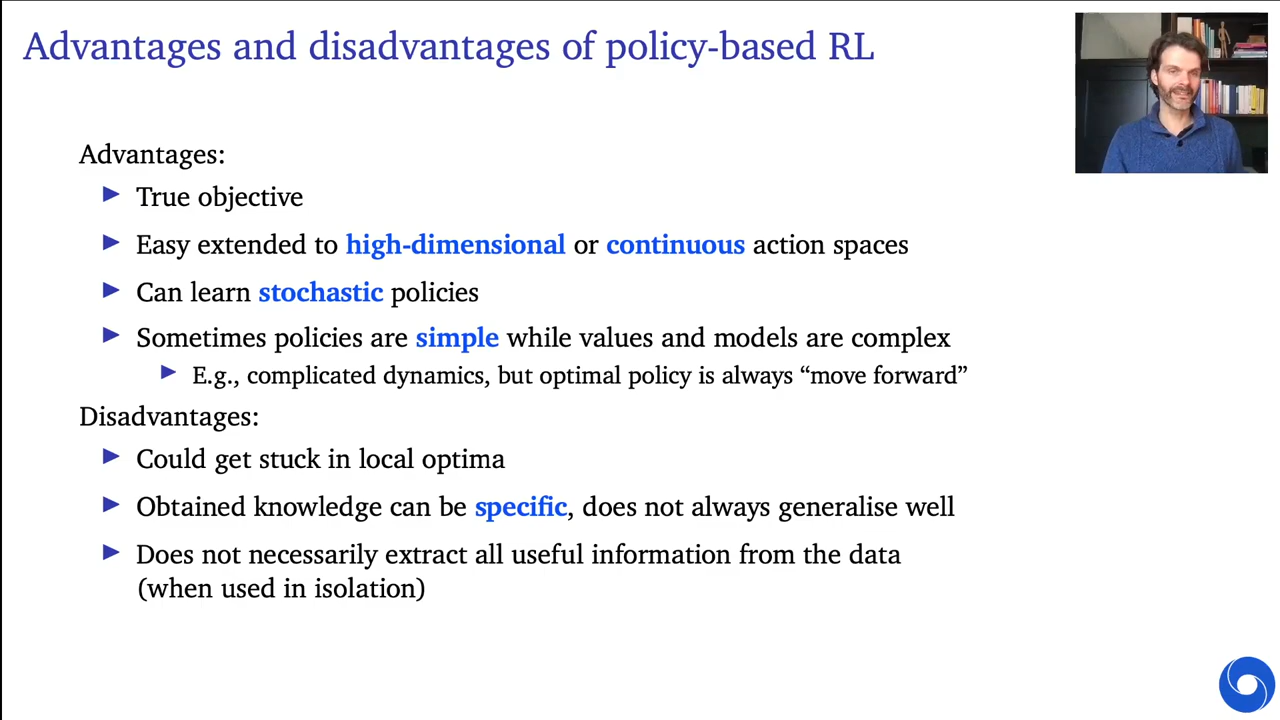 Advantages and disadvantages of policy-based RL
Advantages:
True objective
Easy extended to high-dimensional or continuous action spaces
Can learn stochastic policies
Sometimes policies are simple while values and models are complex
E.g., complicated dynamics, but optimal policy is always “move forward”
Disadvantages:
Could get stuck in local optima
Obtained knowledge can be specific, does not always generalise well
Does not necessarily extract all useful information from the data
(when used in isolation)